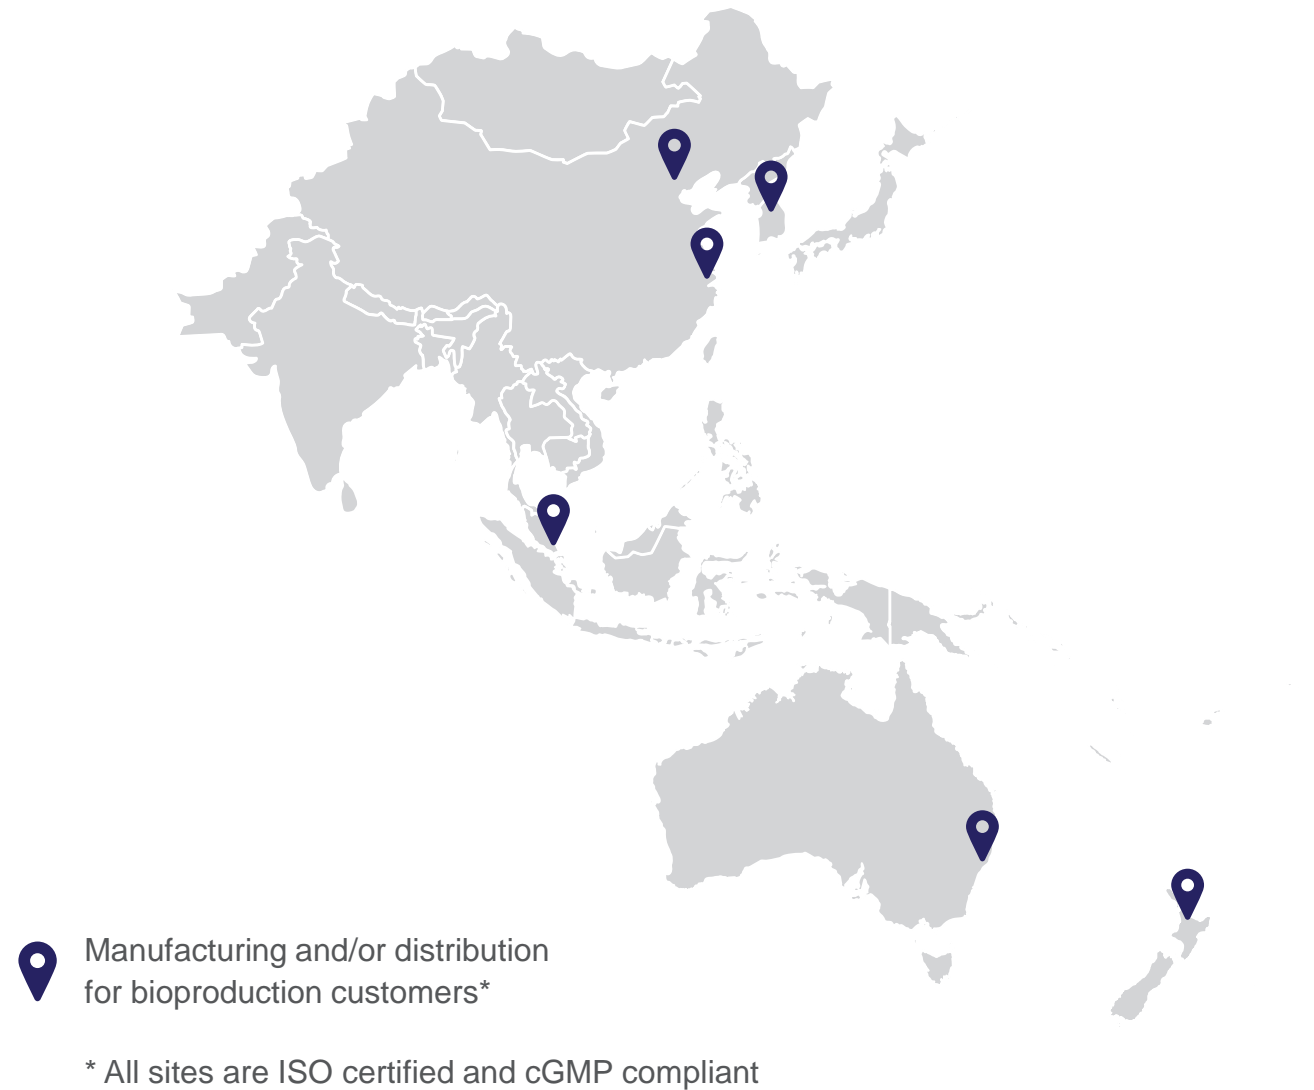 Manufacturing and/or distribution
for bioproduction customers*
* All sites are ISO certified and cGMP compliant